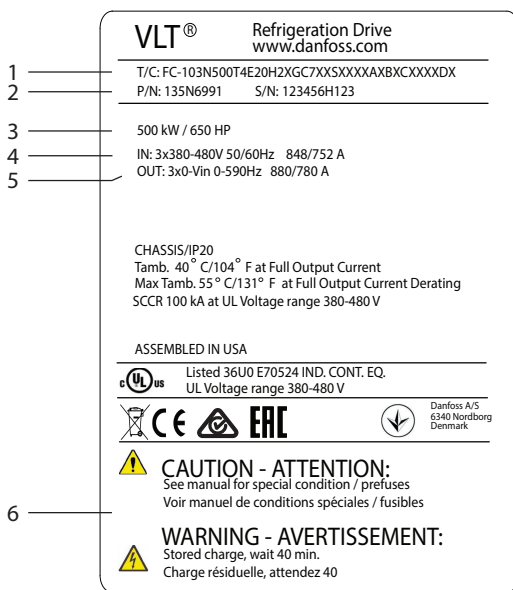 VLT® Refrigeration Drive
www.danfoss.com
1 T/C: FC-103N500T4E20H2XGC7XXSXXXXAXBXCXXXXDX
2 P/N: 135N6991 S/N: 123456H123
3 500 kW / 650 HP
4 IN: 3x380-480V 50/60Hz 848/752 A
5 OUT: 3x0-Vin 0-590Hz 880/780 A
CHASSIS/IP20
Tamb. 40° C/104° F at Full Output Current
Max Tamb. 55° C/131° F at Full Output Current Derating
SCCR 100 kA at UL Voltage range 380-480 V
ASSEMBLED IN USA
c UL us Listed 36U0 E70524 IND. CONT. EQ.
UL Voltage range 380-480 V
CE EAC
Danfoss A/S
6340 Nordborg
Denmark
CAUTION - ATTENTION:
See manual for special condition / prefuses
Voir manuel de conditions spéciales / fusibles
6
WARNING - AVERTISSEMENT:
Stored charge, wait 40 min.
Charge résiduelle, attendez 40